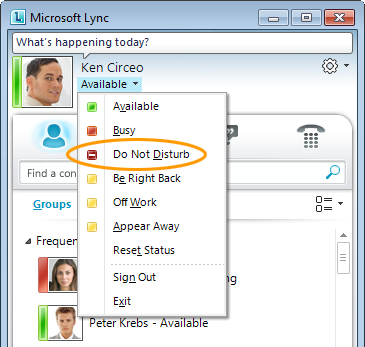 Microsoft Lync
What's happening today?
Ken Circeo
Available
Available
Busy
Do Not Disturb
Find a con
Be Right Back
Off Work
Groups
Appear Away
Reset Status
Frequen
Sign Out
ng
Exit
Peter Krebs - Available